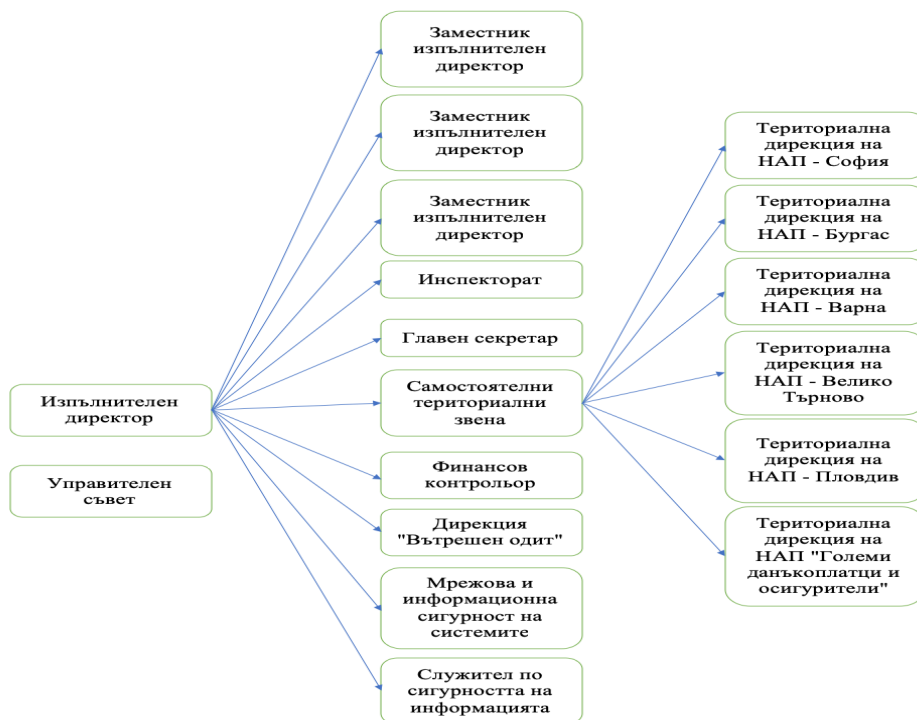 Изпълнителен
директор
Управителен
съвет
Заместник
изпълнителен
директор
Заместник
изпълнителен
директор
Заместник
изпълнителен
директор
Инспекторат
Главен секретар
Самостоятелни
териториални
звена
Финансов
контрольор
Дирекция
"Вътрешен одит"
Мрежова и
информационна
сигурност на
системите
Служител по
сигурността на
информацията
Териториална
дирекция на
НАП - София
Териториална
дирекция на
НАП - Бургас
Териториална
дирекция на
НАП - Варна
Териториална
дирекция на
НАП - Велико
Търново
Териториална
дирекция на
НАП - Пловдив
Териториална
дирекция на
НАП "Големи
данъкоплатци и
осигурители"